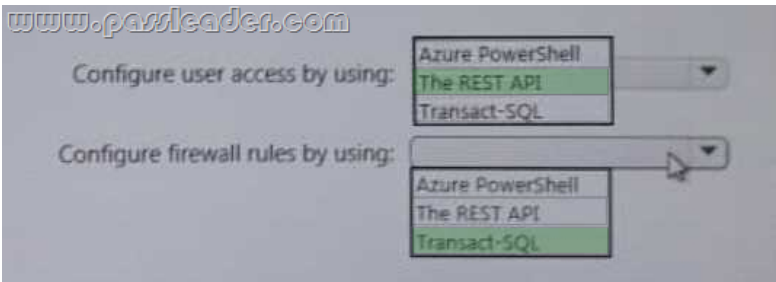 www.passleader.com
Configure user access by using:
Azure PowerShell
The REST API
Transact-SQL
Configure firewall rules by using:
Azure PowerShell
The REST API
Transact-SQL